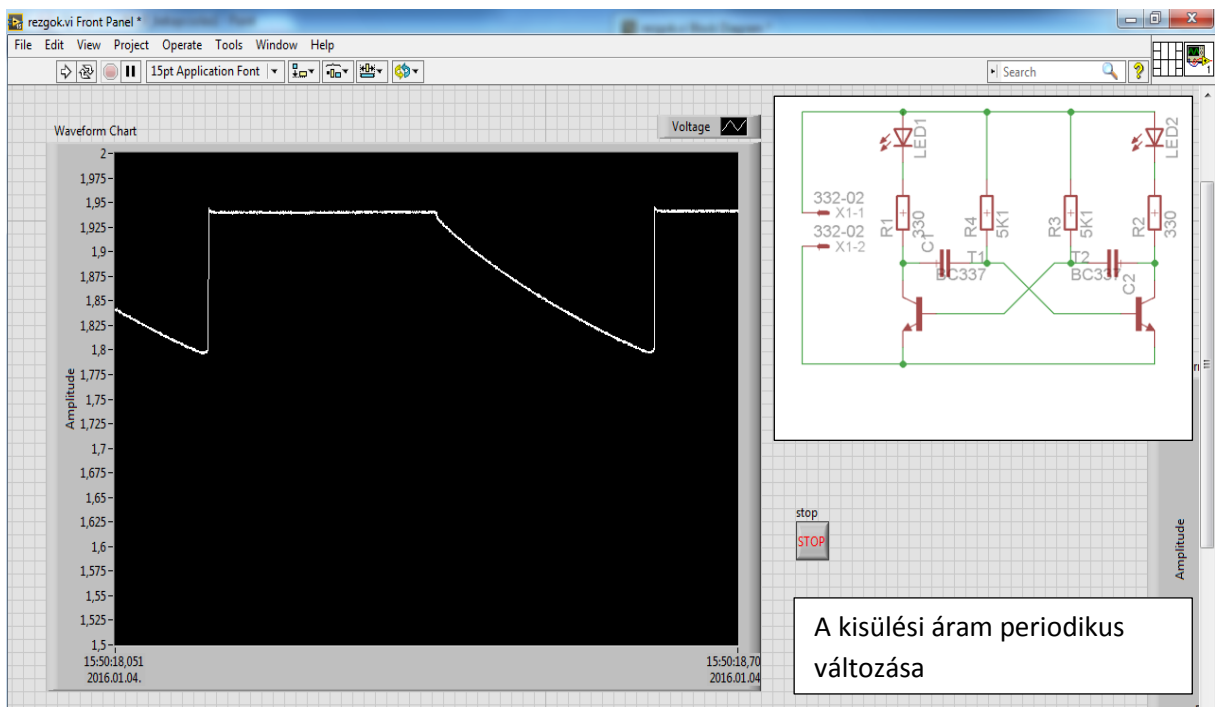 rezgok.vi Front Panel *
File Edit View Project Operate Tools Window Help
15pt Application Font
Search
Waveform Chart
Voltage
2
1,975
1,95
1,925
1,9
1,875
1,85
1,825
1,8
1,775
1,75
1,725
1,7
1,675
1,65
1,625
1,6
1,575
1,55
1,525
1,5
Amplitude
15:50:18,051
2016.01.04.
15:50:18,70
2016.01.04
LED1
LED2
332-02
X1-1
332-02
X1-2
R1
330
R4
5K1
R3
5K1
R2
330
C1
T1
BC337
T2
BC337
C2
stop
STOP
Amplitude
A kisülési áram periodikus
változása